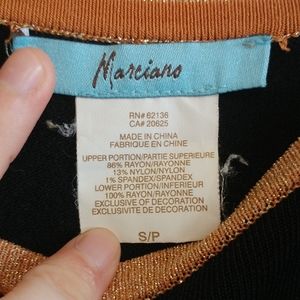 Marciano
RN# 62136
CA# 20625
MADE IN CHINA
FABRIQUE EN CHINE
UPPER PORTION/PARTIE SUPERIEURE
86% RAYON/RAYONNE
13% NYLON/NYLON
1% SPANDEX/SPANDEX
LOWER PORTION/INFERIEUR
100% RAYON/RAYONNE
EXCLUSIVE OF DECORATION
EXCLUSIVE DE DECORATION
S/P